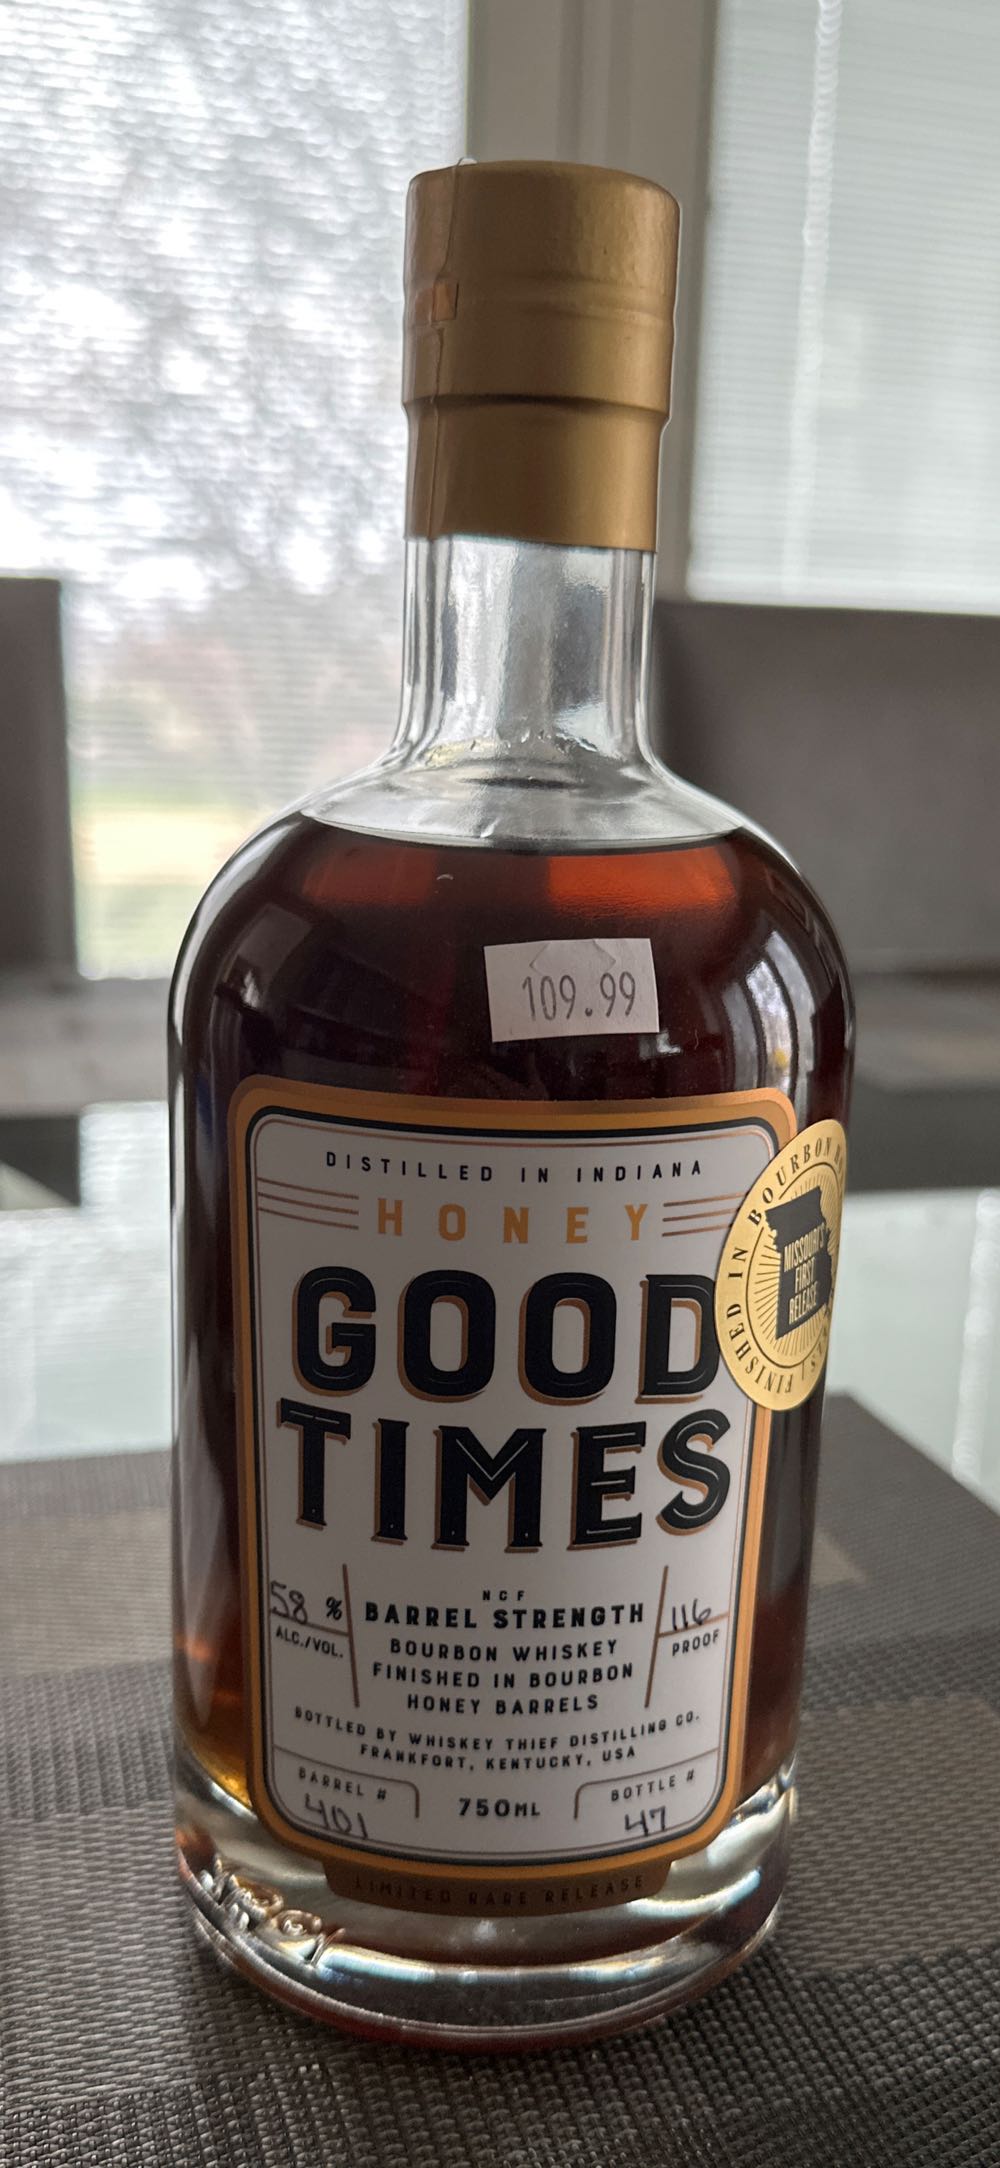 109.99
DISTILLED IN INDIANA
HONEY
GOOD
TIMES
58 %
ALC./VOL.
NCF
BARREL STRENGTH
BOURBON WHISKEY
FINISHED IN BOURBON
HONEY BARRELS
116
PROOF
BOTTLED BY WHISKEY THIEF DISTILLING CO.
FRANKFORT, KENTUCKY, USA
BARREL #
401
750ML
BOTTLE #
47
LIMITED RARE RELEASE
FINISHED IN BOURBON
MISSOURI'S
FIRST
RELEASE